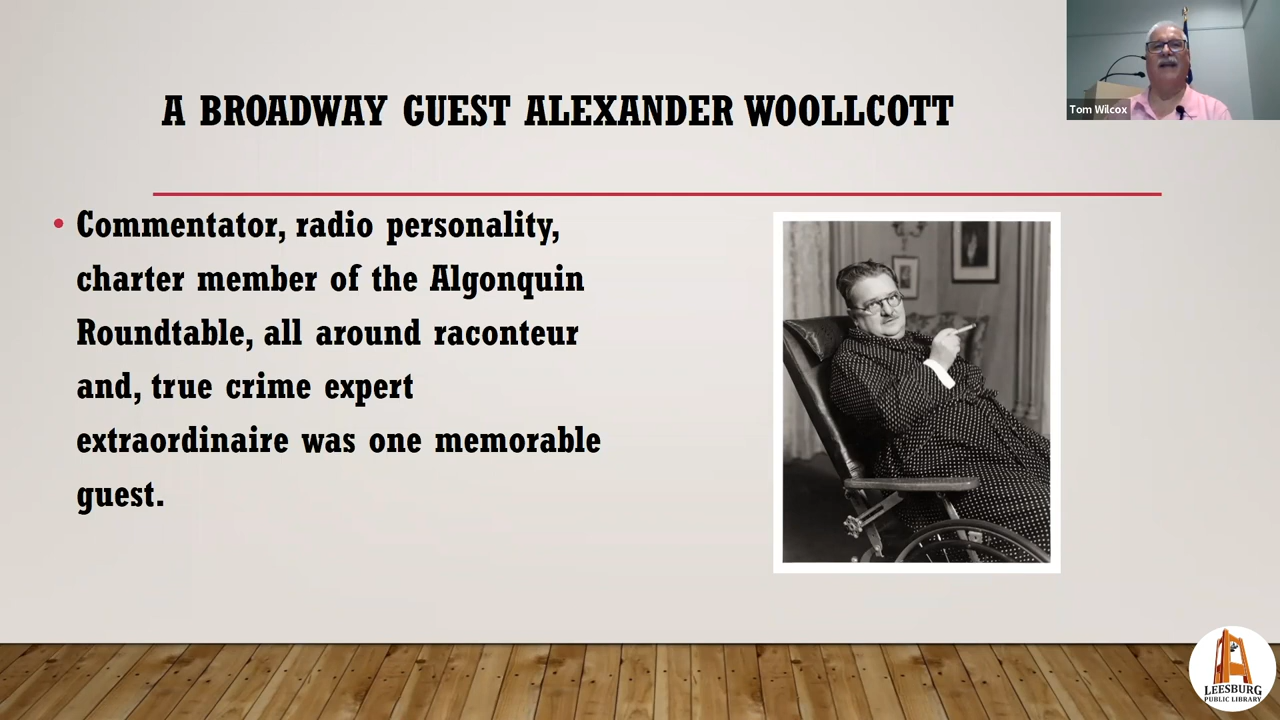 A BROADWAY GUEST ALEXANDER WOOLLCOTT
Tom Wilcox
• Commentator, radio personality,
charter member of the Algonquin
Roundtable, all around raconteur
and, true crime expert
extraordinaire was one memorable
guest.
LEESBURG
PUBLIC LIBRARY